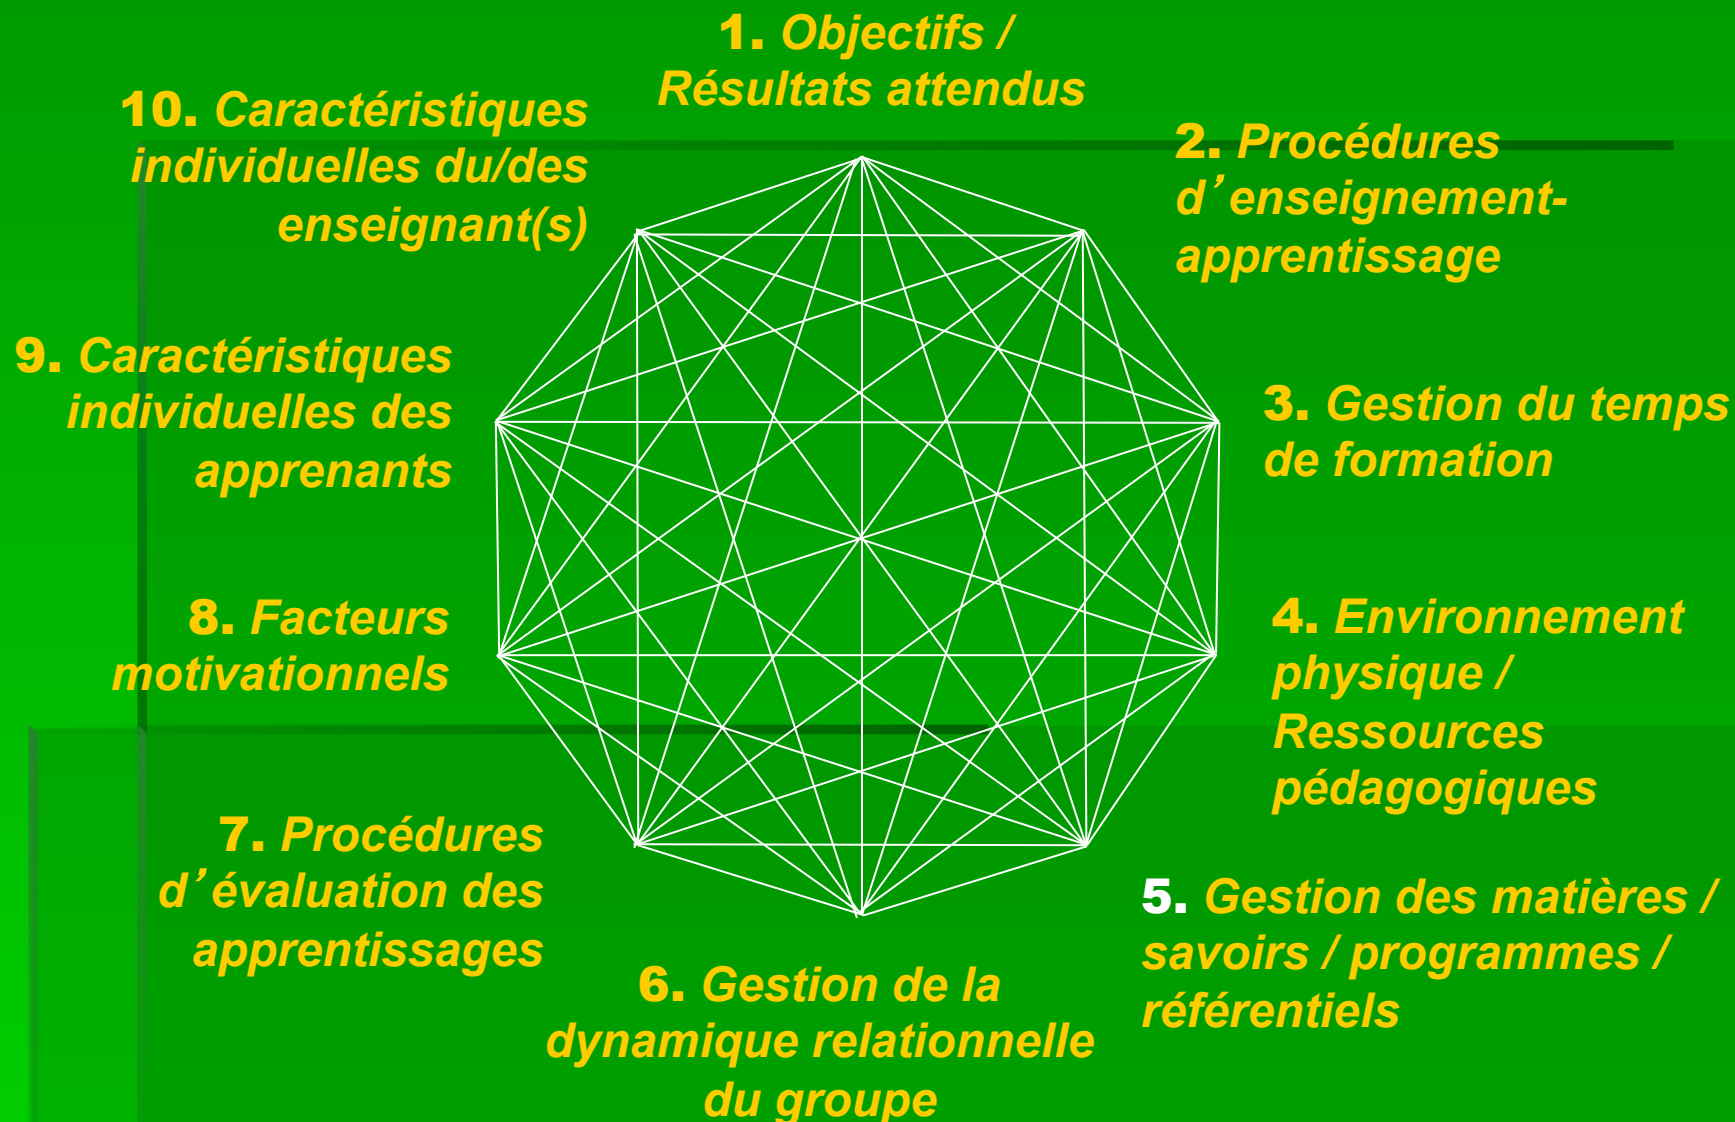 1. Objectifs /
Résultats attendus
2. Procédures
d’enseignement-
apprentissage
3. Gestion du temps
de formation
4. Environnement
physique /
Ressources
pédagogiques
5. Gestion des matières /
savoirs / programmes /
référentiels
6. Gestion de la
dynamique relationnelle
du groupe
7. Procédures
d’évaluation des
apprentissages
8. Facteurs
motivationnels
9. Caractéristiques
individuelles des
apprenants
10. Caractéristiques
individuelles du/des
enseignant(s)